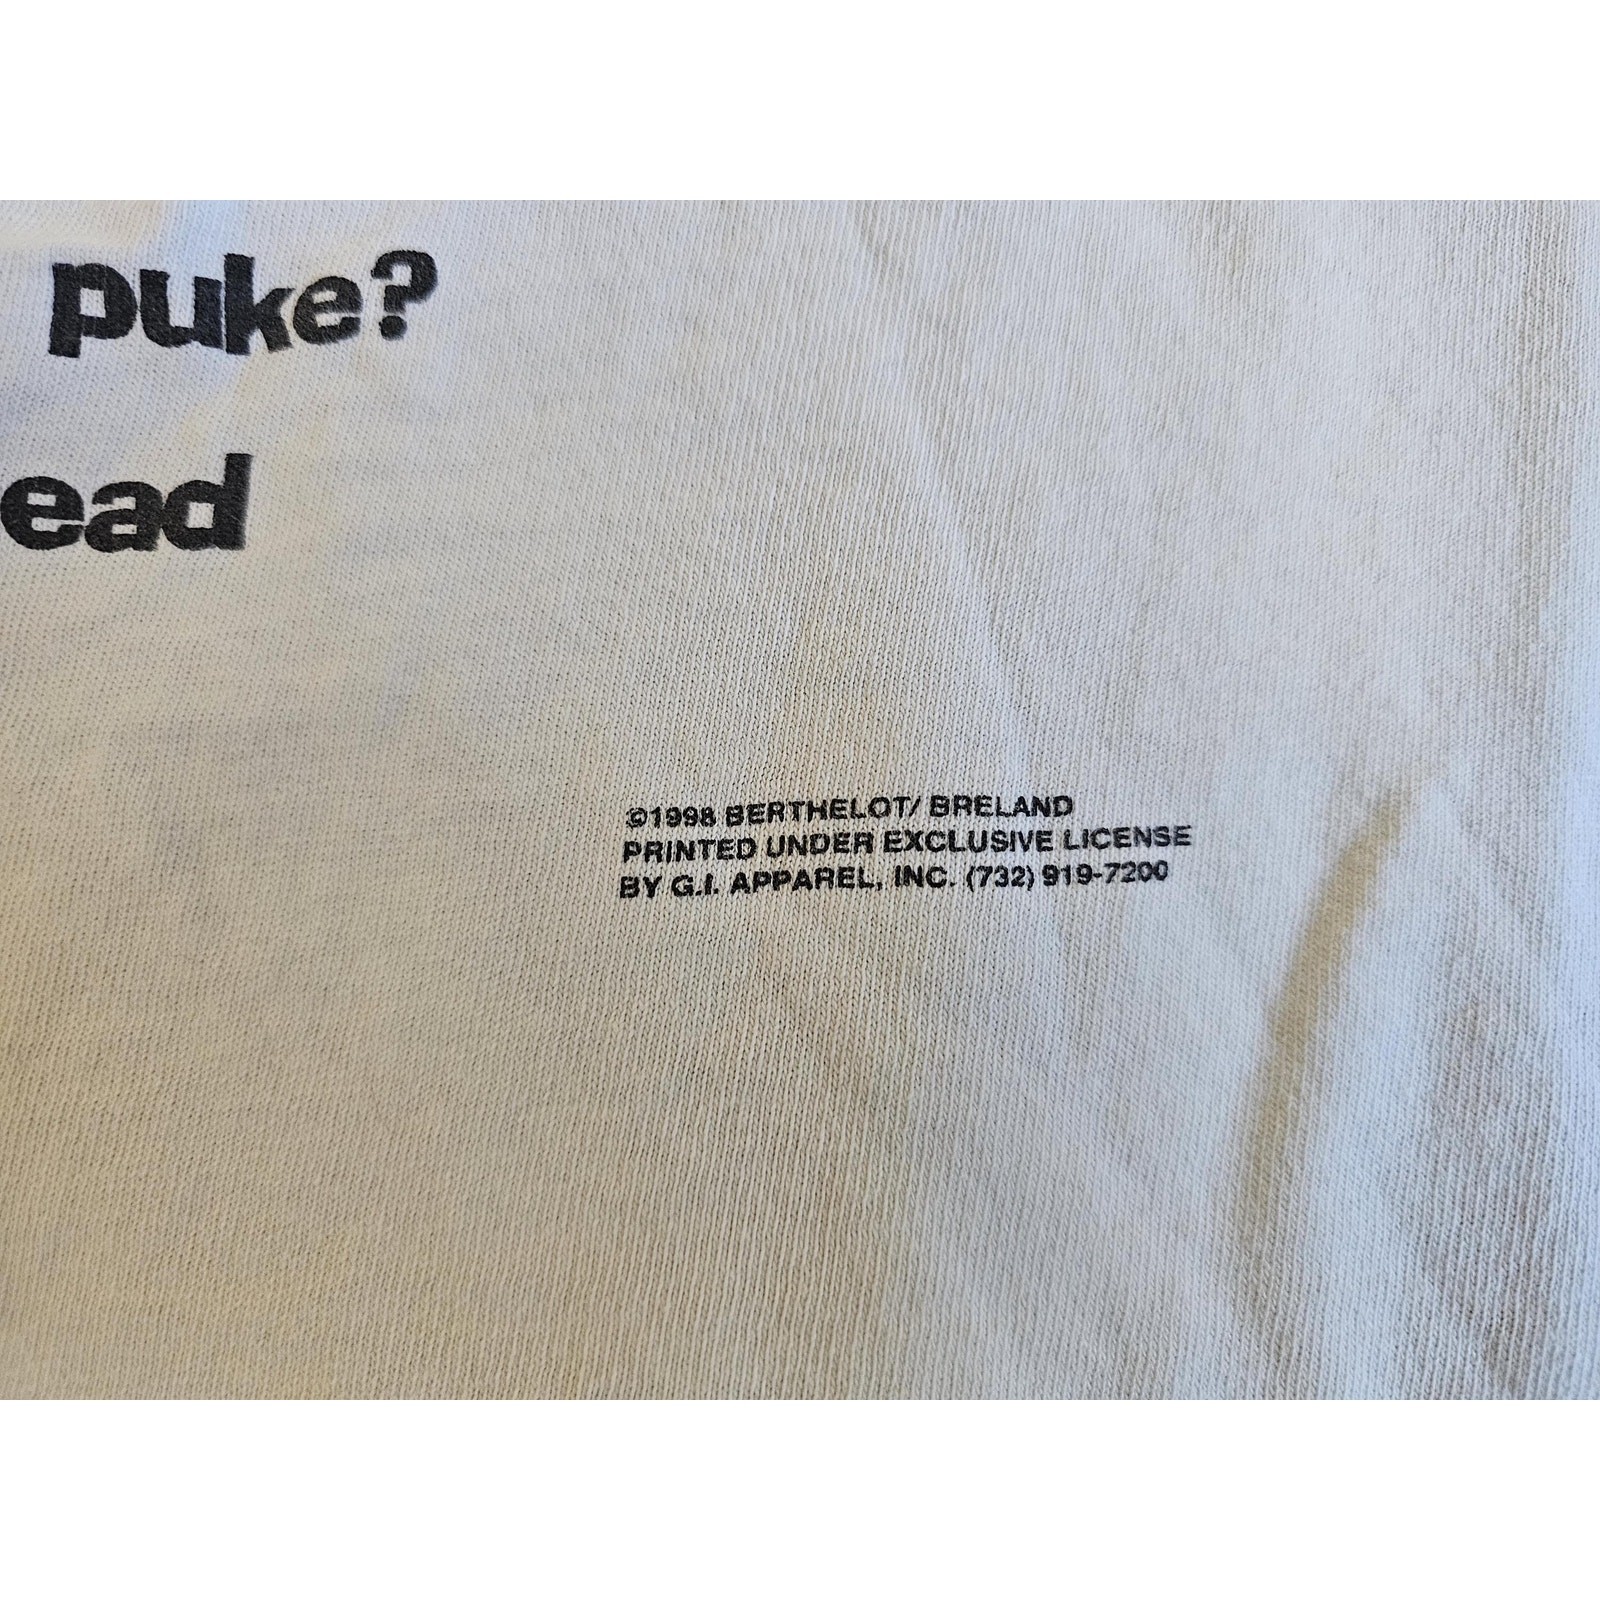 puke?
ead
©1998 BERTHELOT/ BRELAND
PRINTED UNDER EXCLUSIVE LICENSE
BY G.I. APPAREL, INC. (732) 919-7200